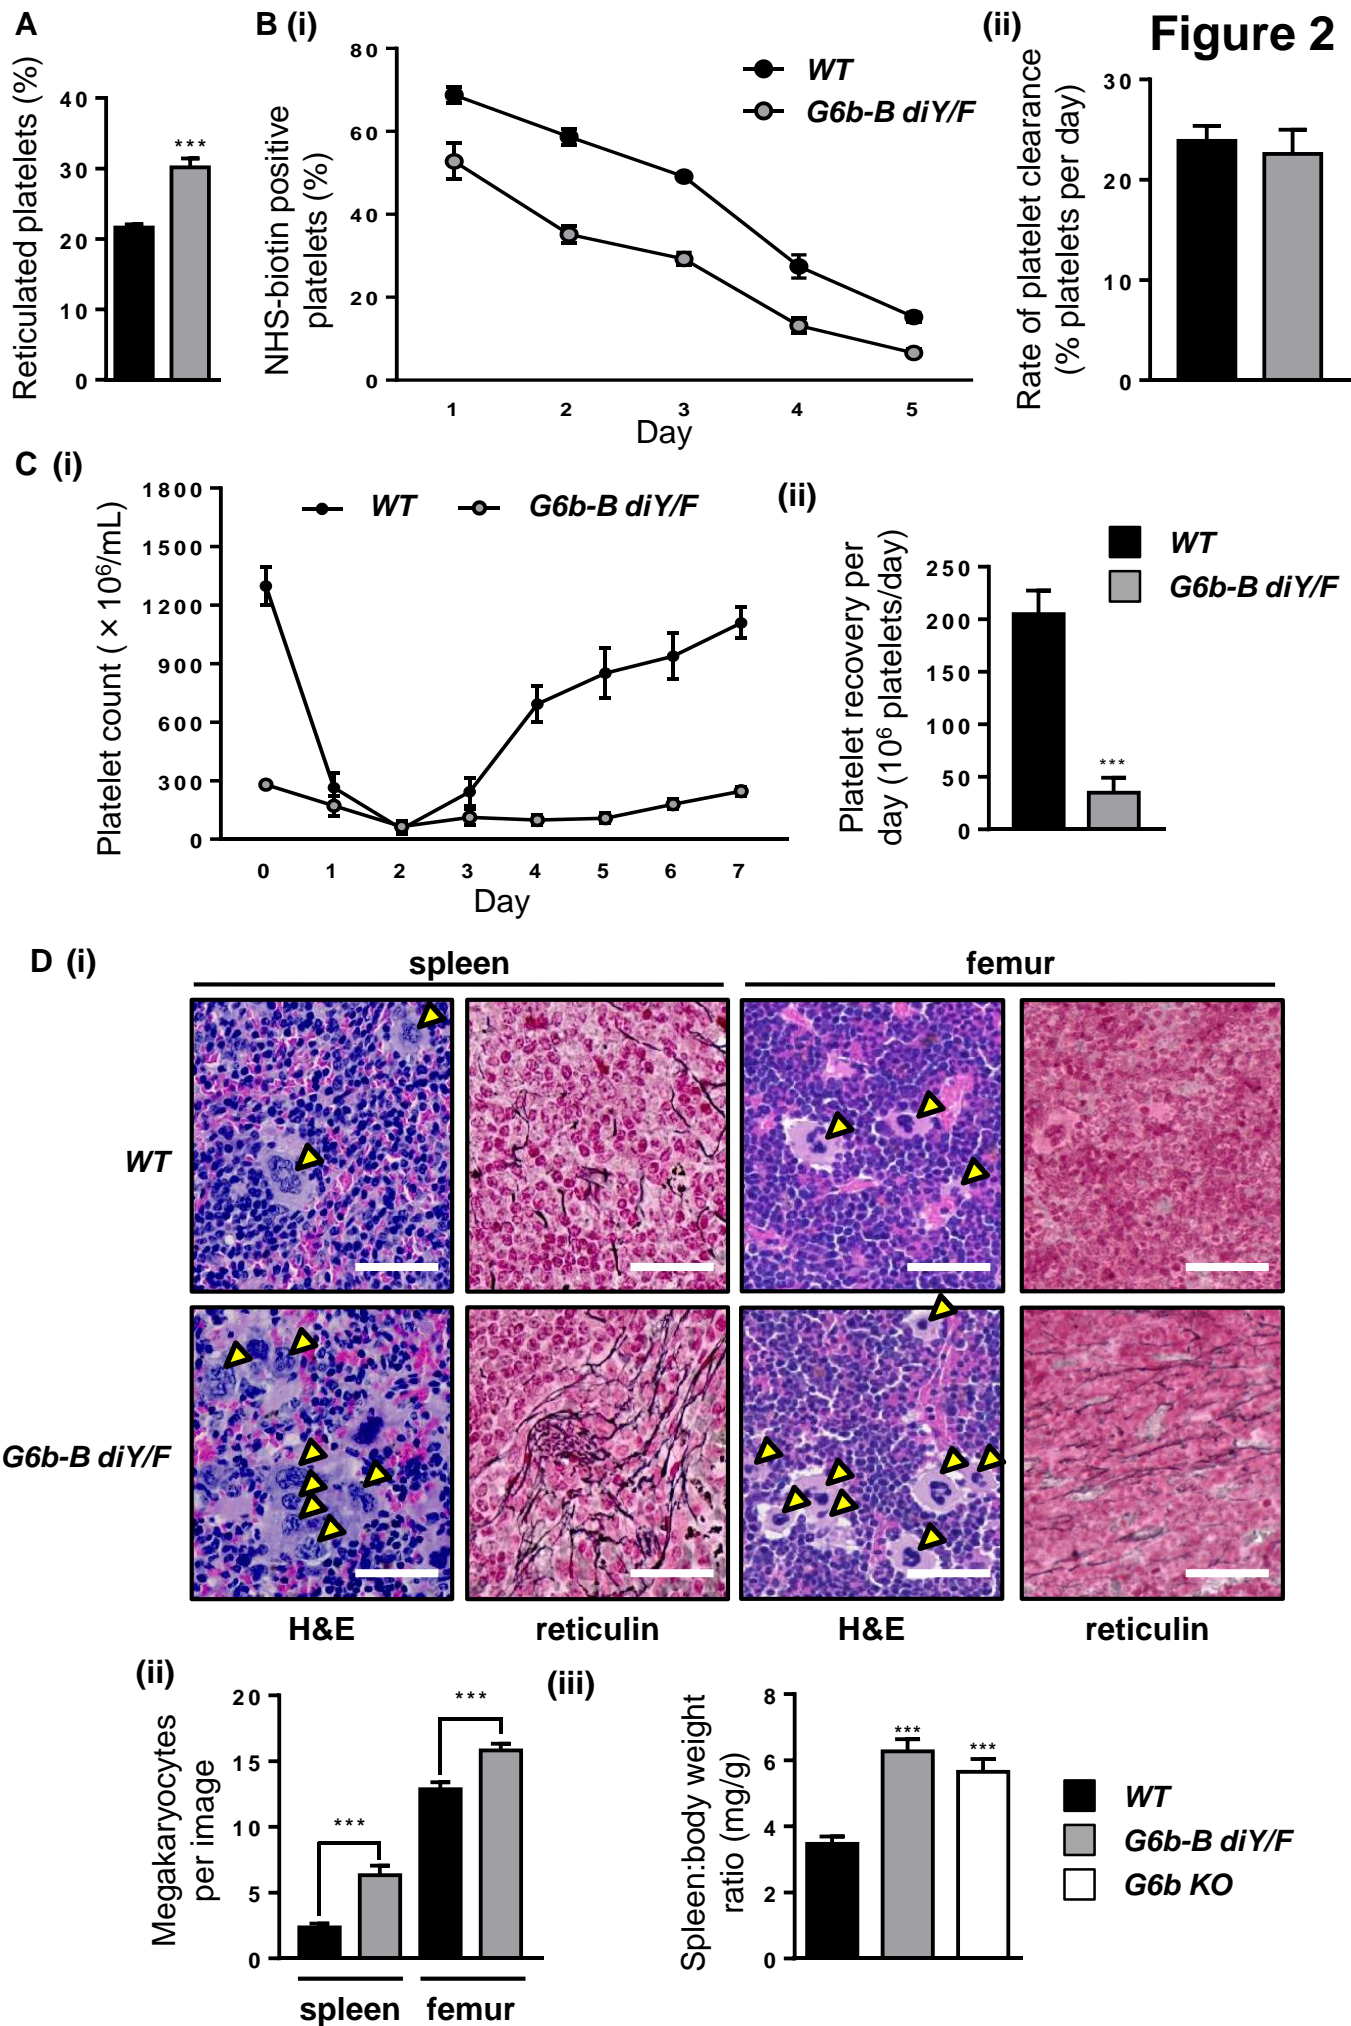 Figure 2
A
Reticulated platelets (%)
40
30
20
10
0
***
B (i)
NHS-biotin positive
platelets (%)
80
60
40
20
0
1 2 3 4 5
Day
WT
G6b-B diY/F
(ii)
Rate of platelet clearance
(% platelets per day)
30
20
10
0
C (i)
Platelet count ( × 10⁶/mL)
1800
1500
1200
900
600
300
0
0 1 2 3 4 5 6 7
Day
WT G6b-B diY/F
(ii)
Platelet recovery per
day (10⁶ platelets/day)
250
200
150
100
50
0
***
WT
G6b-B diY/F
D (i)
spleen femur
WT
G6b-B diY/F
H&E reticulin H&E reticulin
(ii)
Megakaryocytes
per image
20
15
10
5
0
***
***
spleen femur
(iii)
Spleen:body weight
ratio (mg/g)
8
6
4
2
0
***
***
WT
G6b-B diY/F
G6b KO